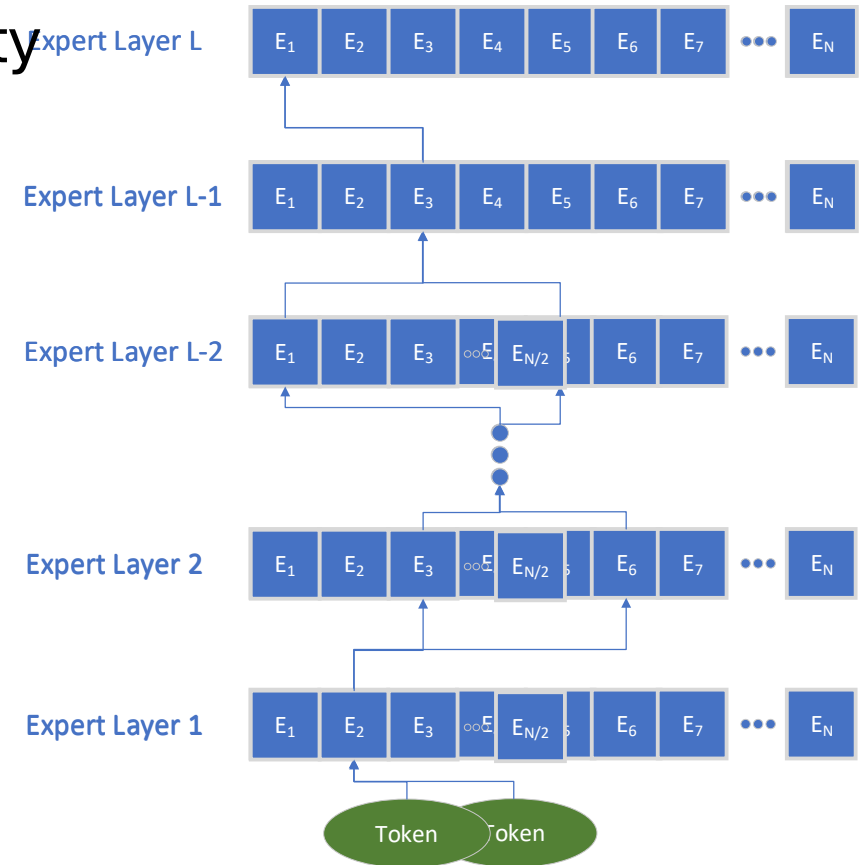 ty
Expert Layer L E1 E2 E3 E4 E5 E6 E7 EN
Expert Layer L-1 E1 E2 E3 E4 E5 E6 E7 EN
Expert Layer L-2 E1 E2 E3 E EN/2 5 E6 E7 EN
Expert Layer 2 E1 E2 E3 E EN/2 5 E6 E7 EN
Expert Layer 1 E1 E2 E3 E EN/2 5 E6 E7 EN
Token Token